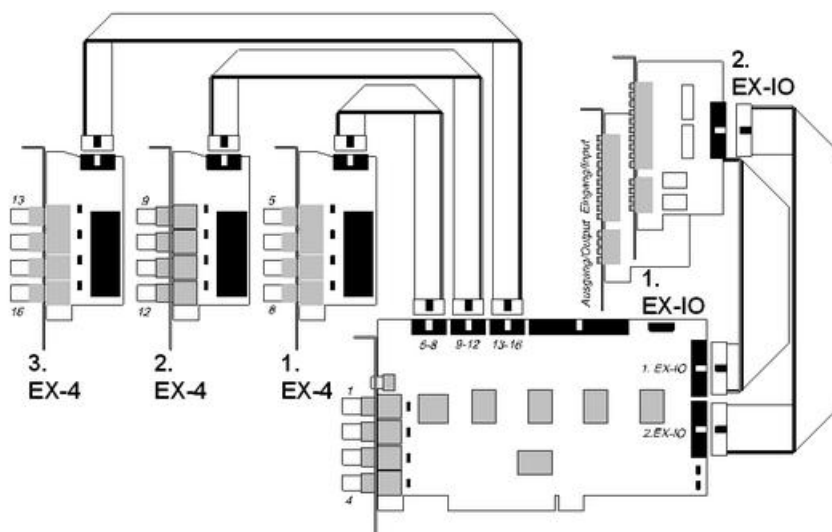 2.
EX-IO
Ausgang/Output Eingang/Input
1.
EX-IO
13
16
9
12
5
8
3.
EX-4
2.
EX-4
1.
EX-4
5-8
9-12
13-16
1. EX-IO
2.EX-IO
1
4